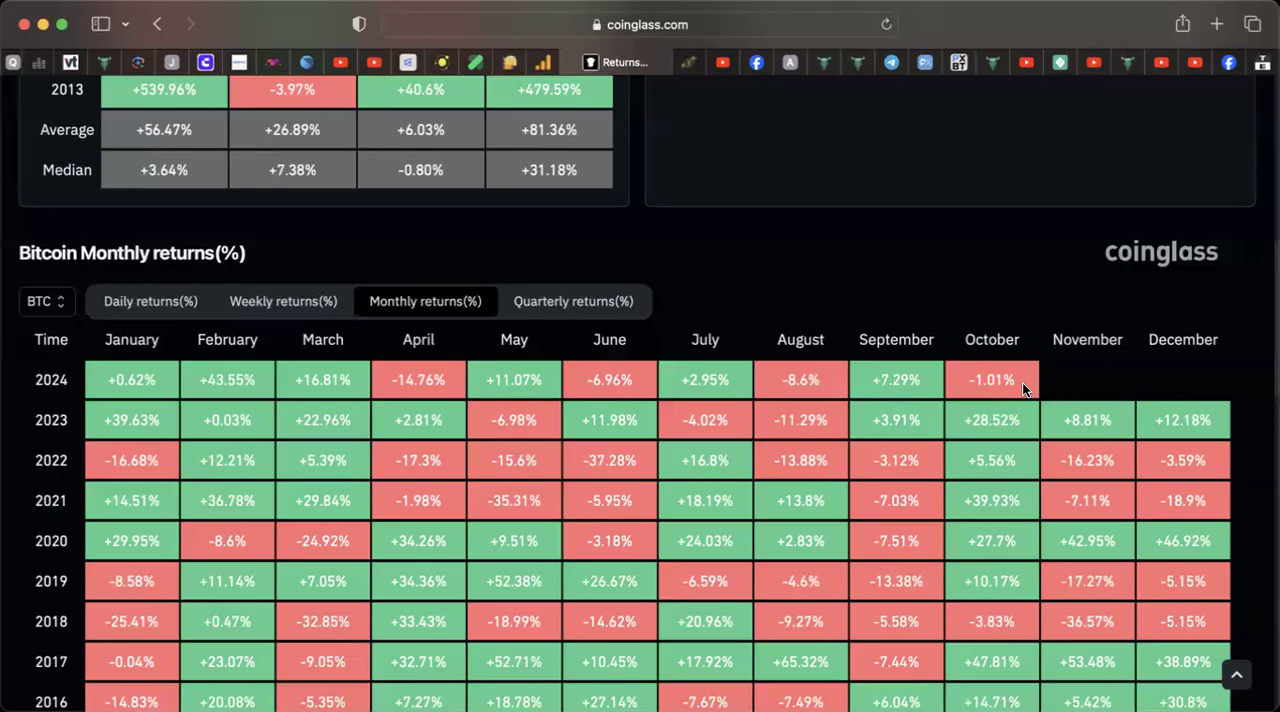 coinglass.com
Returns...
2013 +539.96% -3.97% +40.6% +479.59%
Average +56.47% +26.89% +6.03% +81.36%
Median +3.64% +7.38% -0.80% +31.18%
Bitcoin Monthly returns(%)
coinglass
BTC Daily returns(%) Weekly returns(%) Monthly returns(%) Quarterly returns(%)
Time January February March April May June July August September October November December
2024 +0.62% +43.55% +16.81% -14.76% +11.07% -6.96% +2.95% -8.6% +7.29% -1.01%
2023 +39.63% +0.03% +22.96% +2.81% -6.98% +11.98% -4.02% -11.29% +3.91% +28.52% +8.81% +12.18%
2022 -16.68% +12.21% +5.39% -17.3% -15.6% -37.28% +16.8% -13.88% -3.12% +5.56% -16.23% -3.59%
2021 +14.51% +36.78% +29.84% -1.98% -35.31% -5.95% +18.19% +13.8% -7.03% +39.93% -7.11% -18.9%
2020 +29.95% -8.6% -24.92% +34.26% +9.51% -3.18% +24.03% +2.83% -7.51% +27.7% +42.95% +46.92%
2019 -8.58% +11.14% +7.05% +34.36% +52.38% +26.67% -6.59% -4.6% -13.38% +10.17% -17.27% -5.15%
2018 -25.41% +0.47% -32.85% +33.43% -18.99% -14.62% +20.96% -9.27% -5.58% -3.83% -36.57% -5.15%
2017 -0.04% +23.07% -9.05% +32.71% +52.71% +10.45% +17.92% +65.32% -7.44% +47.81% +53.48% +38.89%
2016 -14.83% +20.08% -5.35% +7.27% +18.78% +27.14% -7.67% -7.49% +6.04% +14.71% +5.42% +30.8%